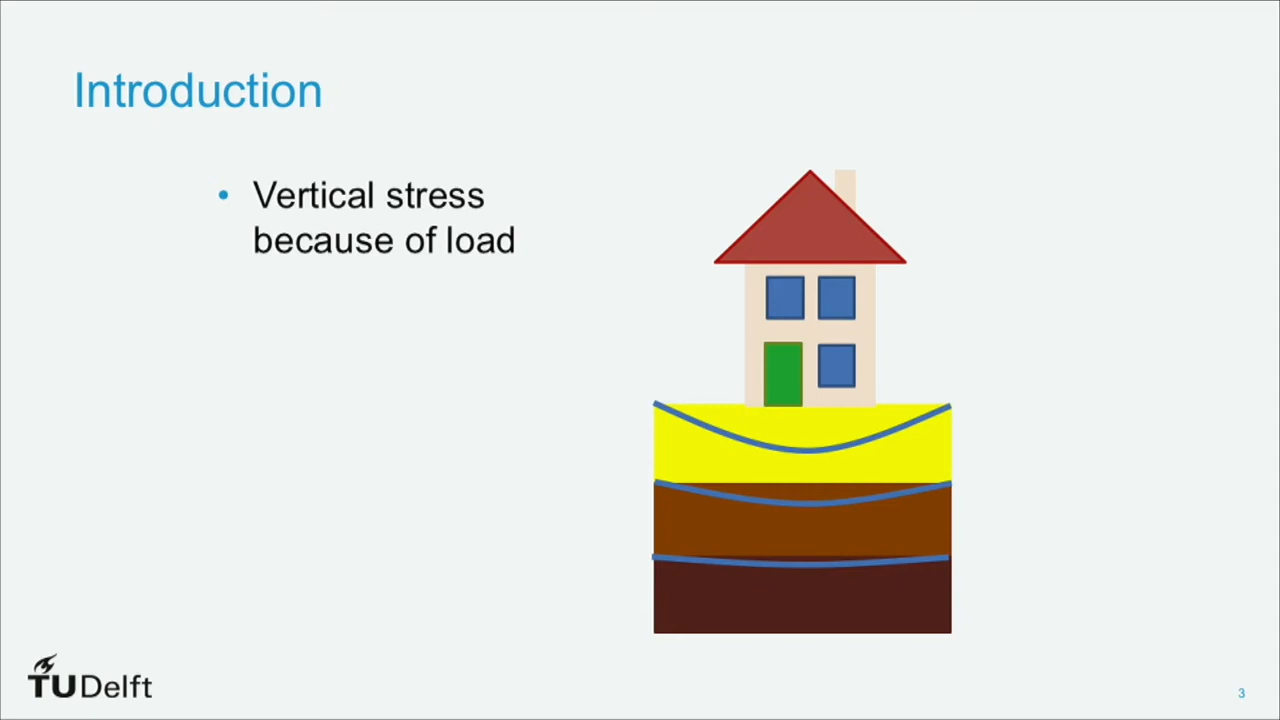 Introduction
• Vertical stress
because of load
TUDelft
3